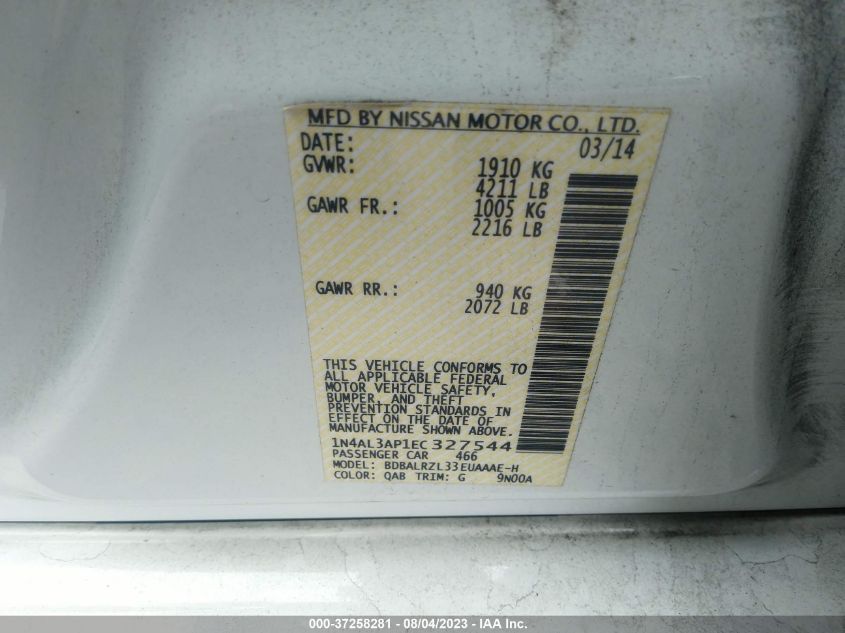 MFD BY NISSAN MOTOR CO., LTD.
DATE: 03/14
GVWR: 1910 KG
4211 LB
GAWR FR.: 1005 KG
2216 LB
GAWR RR.: 940 KG
2072 LB
THIS VEHICLE CONFORMS TO
ALL APPLICABLE FEDERAL
MOTOR VEHICLE SAFETY,
BUMPER, AND THEFT
PREVENTION STANDARDS IN
EFFECT ON THE DATE OF
MANUFACTURE SHOWN ABOVE.
1N4AL3AP1EC327544
PASSENGER CAR 466
MODEL: BDBALRZL33EUAAAE-H
COLOR: QAB TRIM: G 9N00A
000-37258281 - 08/04/2023 - IAA Inc.